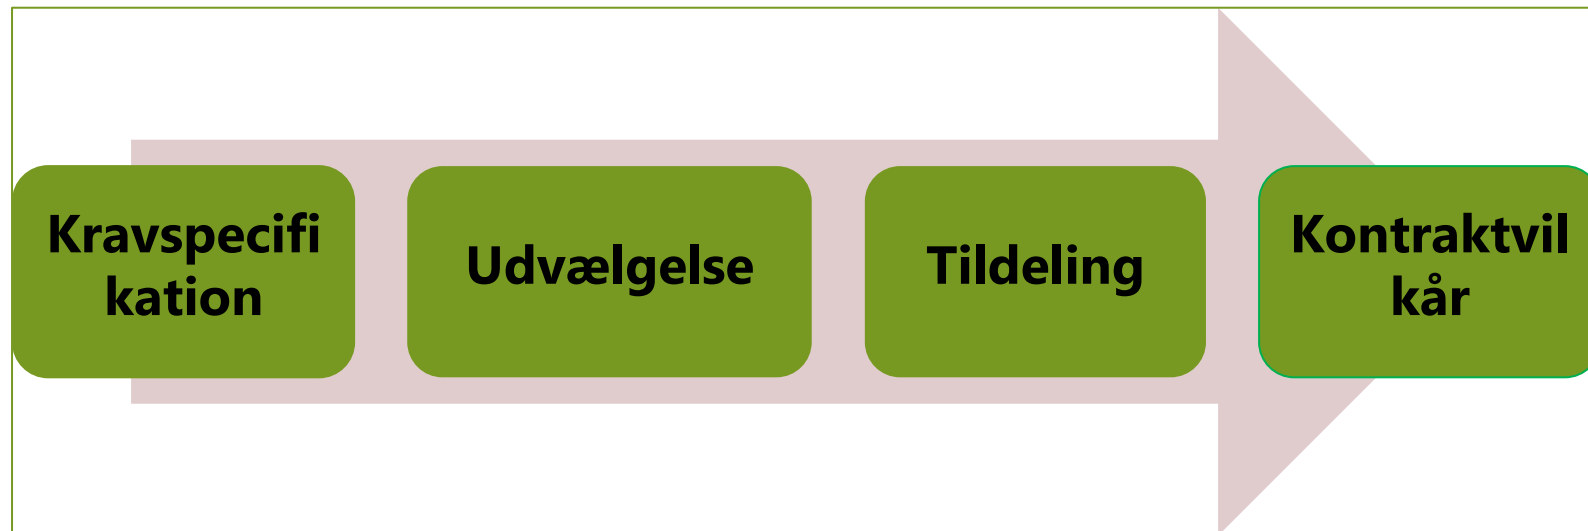 Kravspecifi
kation
Udvælgelse
Tildeling
Kontraktvil
kår